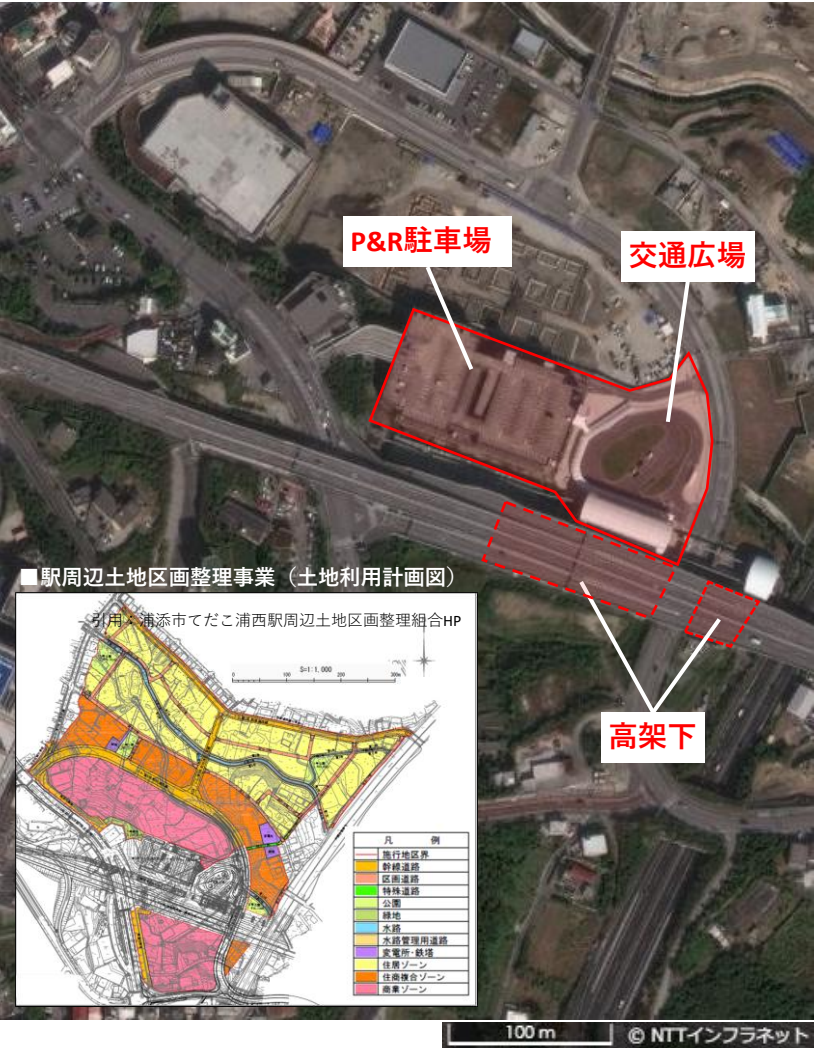 P&R駐車場
交通広場
高架下
■駅周辺土地区画整理事業（土地利用計画図）
引用：浦添市てだこ浦西駅周辺土地区画整理組合HP
S=1:1,000
0 100 200 300m
凡 例
施行地区界
幹線道路
区画道路
特殊道路
公園
緑地
水路
水路管理用道路
変電所・鉄塔
住居ゾーン
住商複合ゾーン
商業ゾーン
100 m
© NTTインフラネット